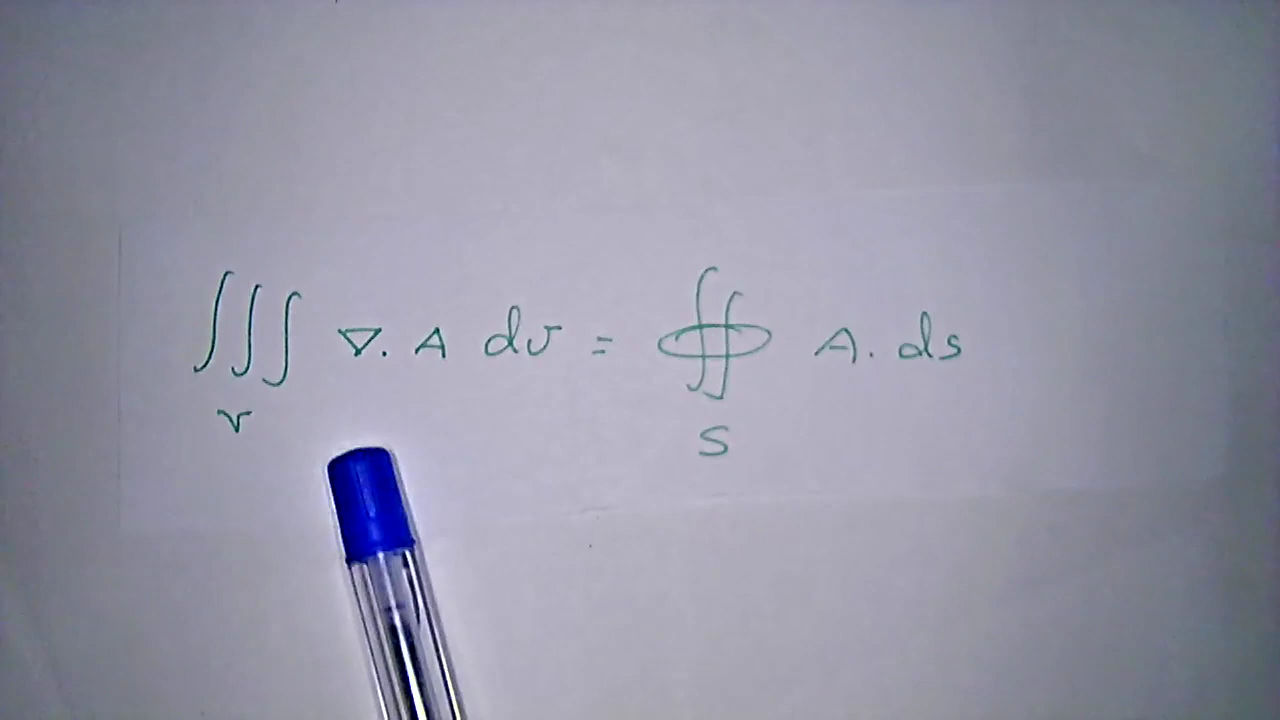 ∭ ∇. A dv = ∯ A. ds
v S